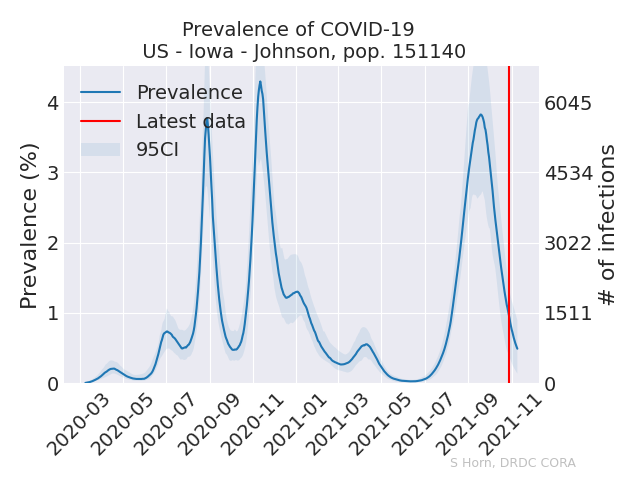 Prevalence of COVID-19
US - Iowa - Johnson, pop. 151140
Prevalence
Latest data
95CI
Prevalence (%)
4
3
2
1
0
6045
4534
3022
1511
0
# of infections
2020-03
2020-05
2020-07
2020-09
2020-11
2021-01
2021-03
2021-05
2021-07
2021-09
2021-11
S Horn, DRDC CORA